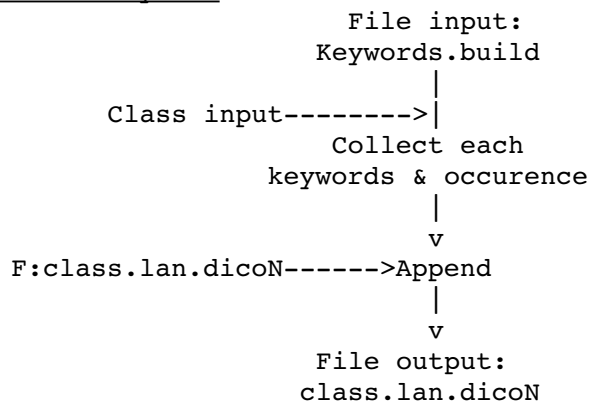 File input:
Keywords.build
|
Class input-------->|
Collect each
keywords & occurence
|
v
F:class.lan.dicoN------>Append
|
v
File output:
class.lan.dicoN